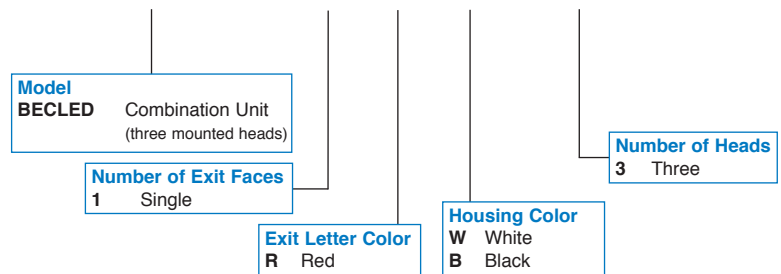 Model
BECLED Combination Unit
(three mounted heads)
Number of Exit Faces
1 Single
Exit Letter Color
R Red
Housing Color
W White
B Black
Number of Heads
3 Three